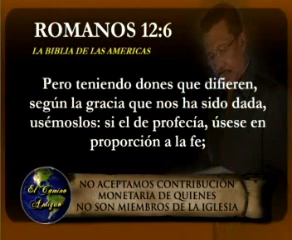 ROMANOS 12:6
LA BIBLIA DE LAS AMERICAS
Pero teniendo dones que difieren,
según la gracia que nos ha sido dada,
usémoslos: si el de profecía, úsese en
proporción a la fe;
El Camino
Antiguo
NO ACEPTAMOS CONTRIBUCIÓN
MONETARIA DE QUIENES
NO SON MIEMBROS DE LA IGLESIA